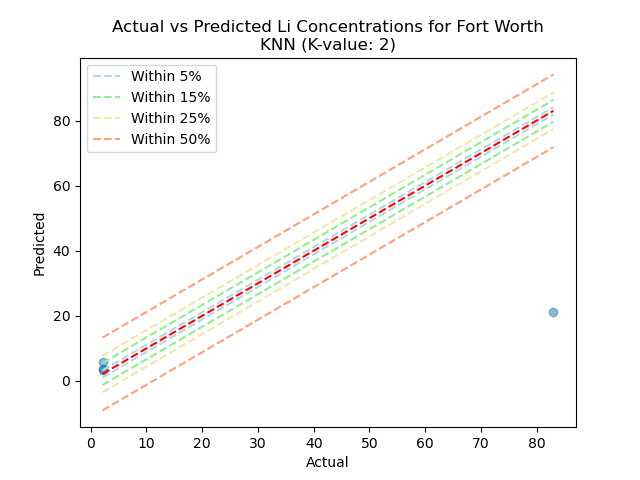 Actual vs Predicted Li Concentrations for Fort Worth
KNN (K-value: 2)
Within 5%
Within 15%
Within 25%
Within 50%
80
60
40
20
0
Predicted
0 10 20 30 40 50 60 70 80
Actual